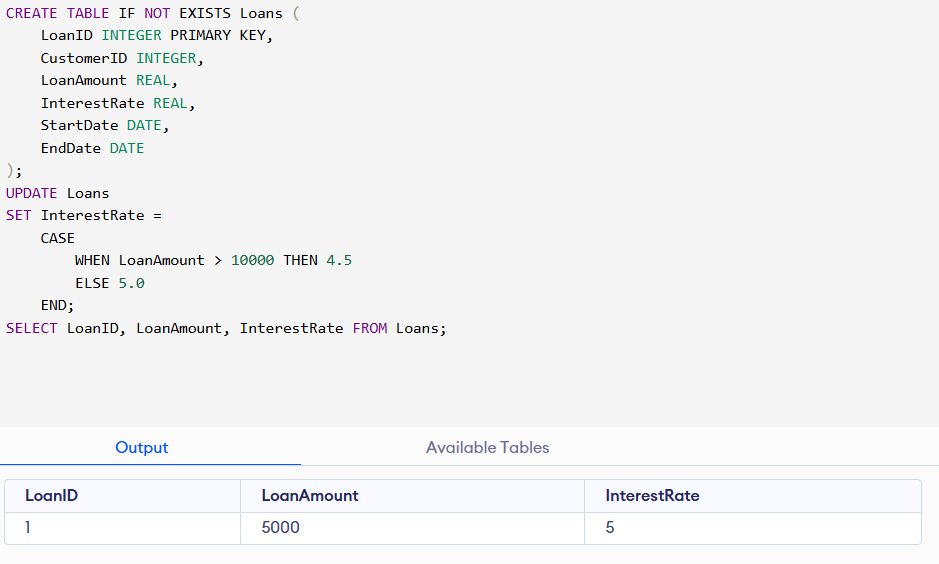 CREATE TABLE IF NOT EXISTS Loans (
    LoanID INTEGER PRIMARY KEY,
    CustomerID INTEGER,
    LoanAmount REAL,
    InterestRate REAL,
    StartDate DATE,
    EndDate DATE
);
UPDATE Loans
SET InterestRate =
    CASE
        WHEN LoanAmount > 10000 THEN 4.5
        ELSE 5.0
    END;
SELECT LoanID, LoanAmount, InterestRate FROM Loans;
Output Available Tables
LoanID LoanAmount InterestRate
1 5000 5